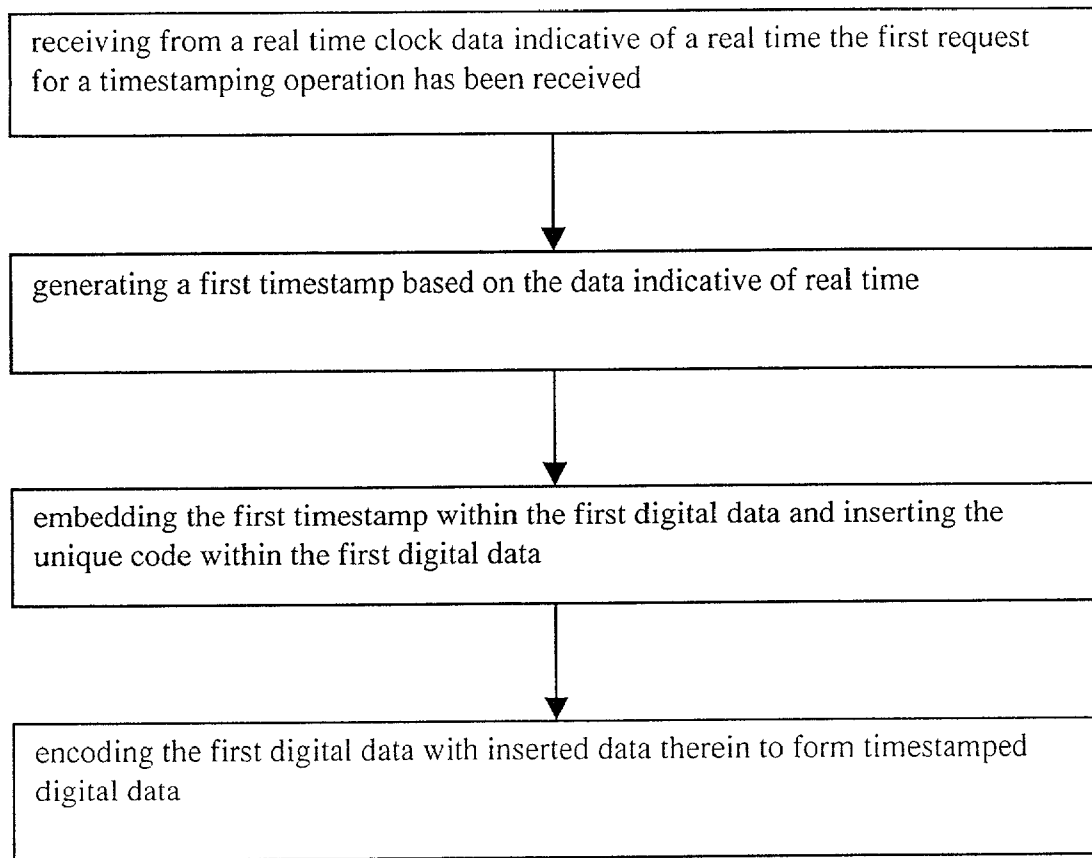 receiving from a real time clock data indicative of a real time the first request
for a timestamping operation has been received
generating a first timestamp based on the data indicative of real time
embedding the first timestamp within the first digital data and inserting the
unique code within the first digital data
encoding the first digital data with inserted data therein to form timestamped
digital data